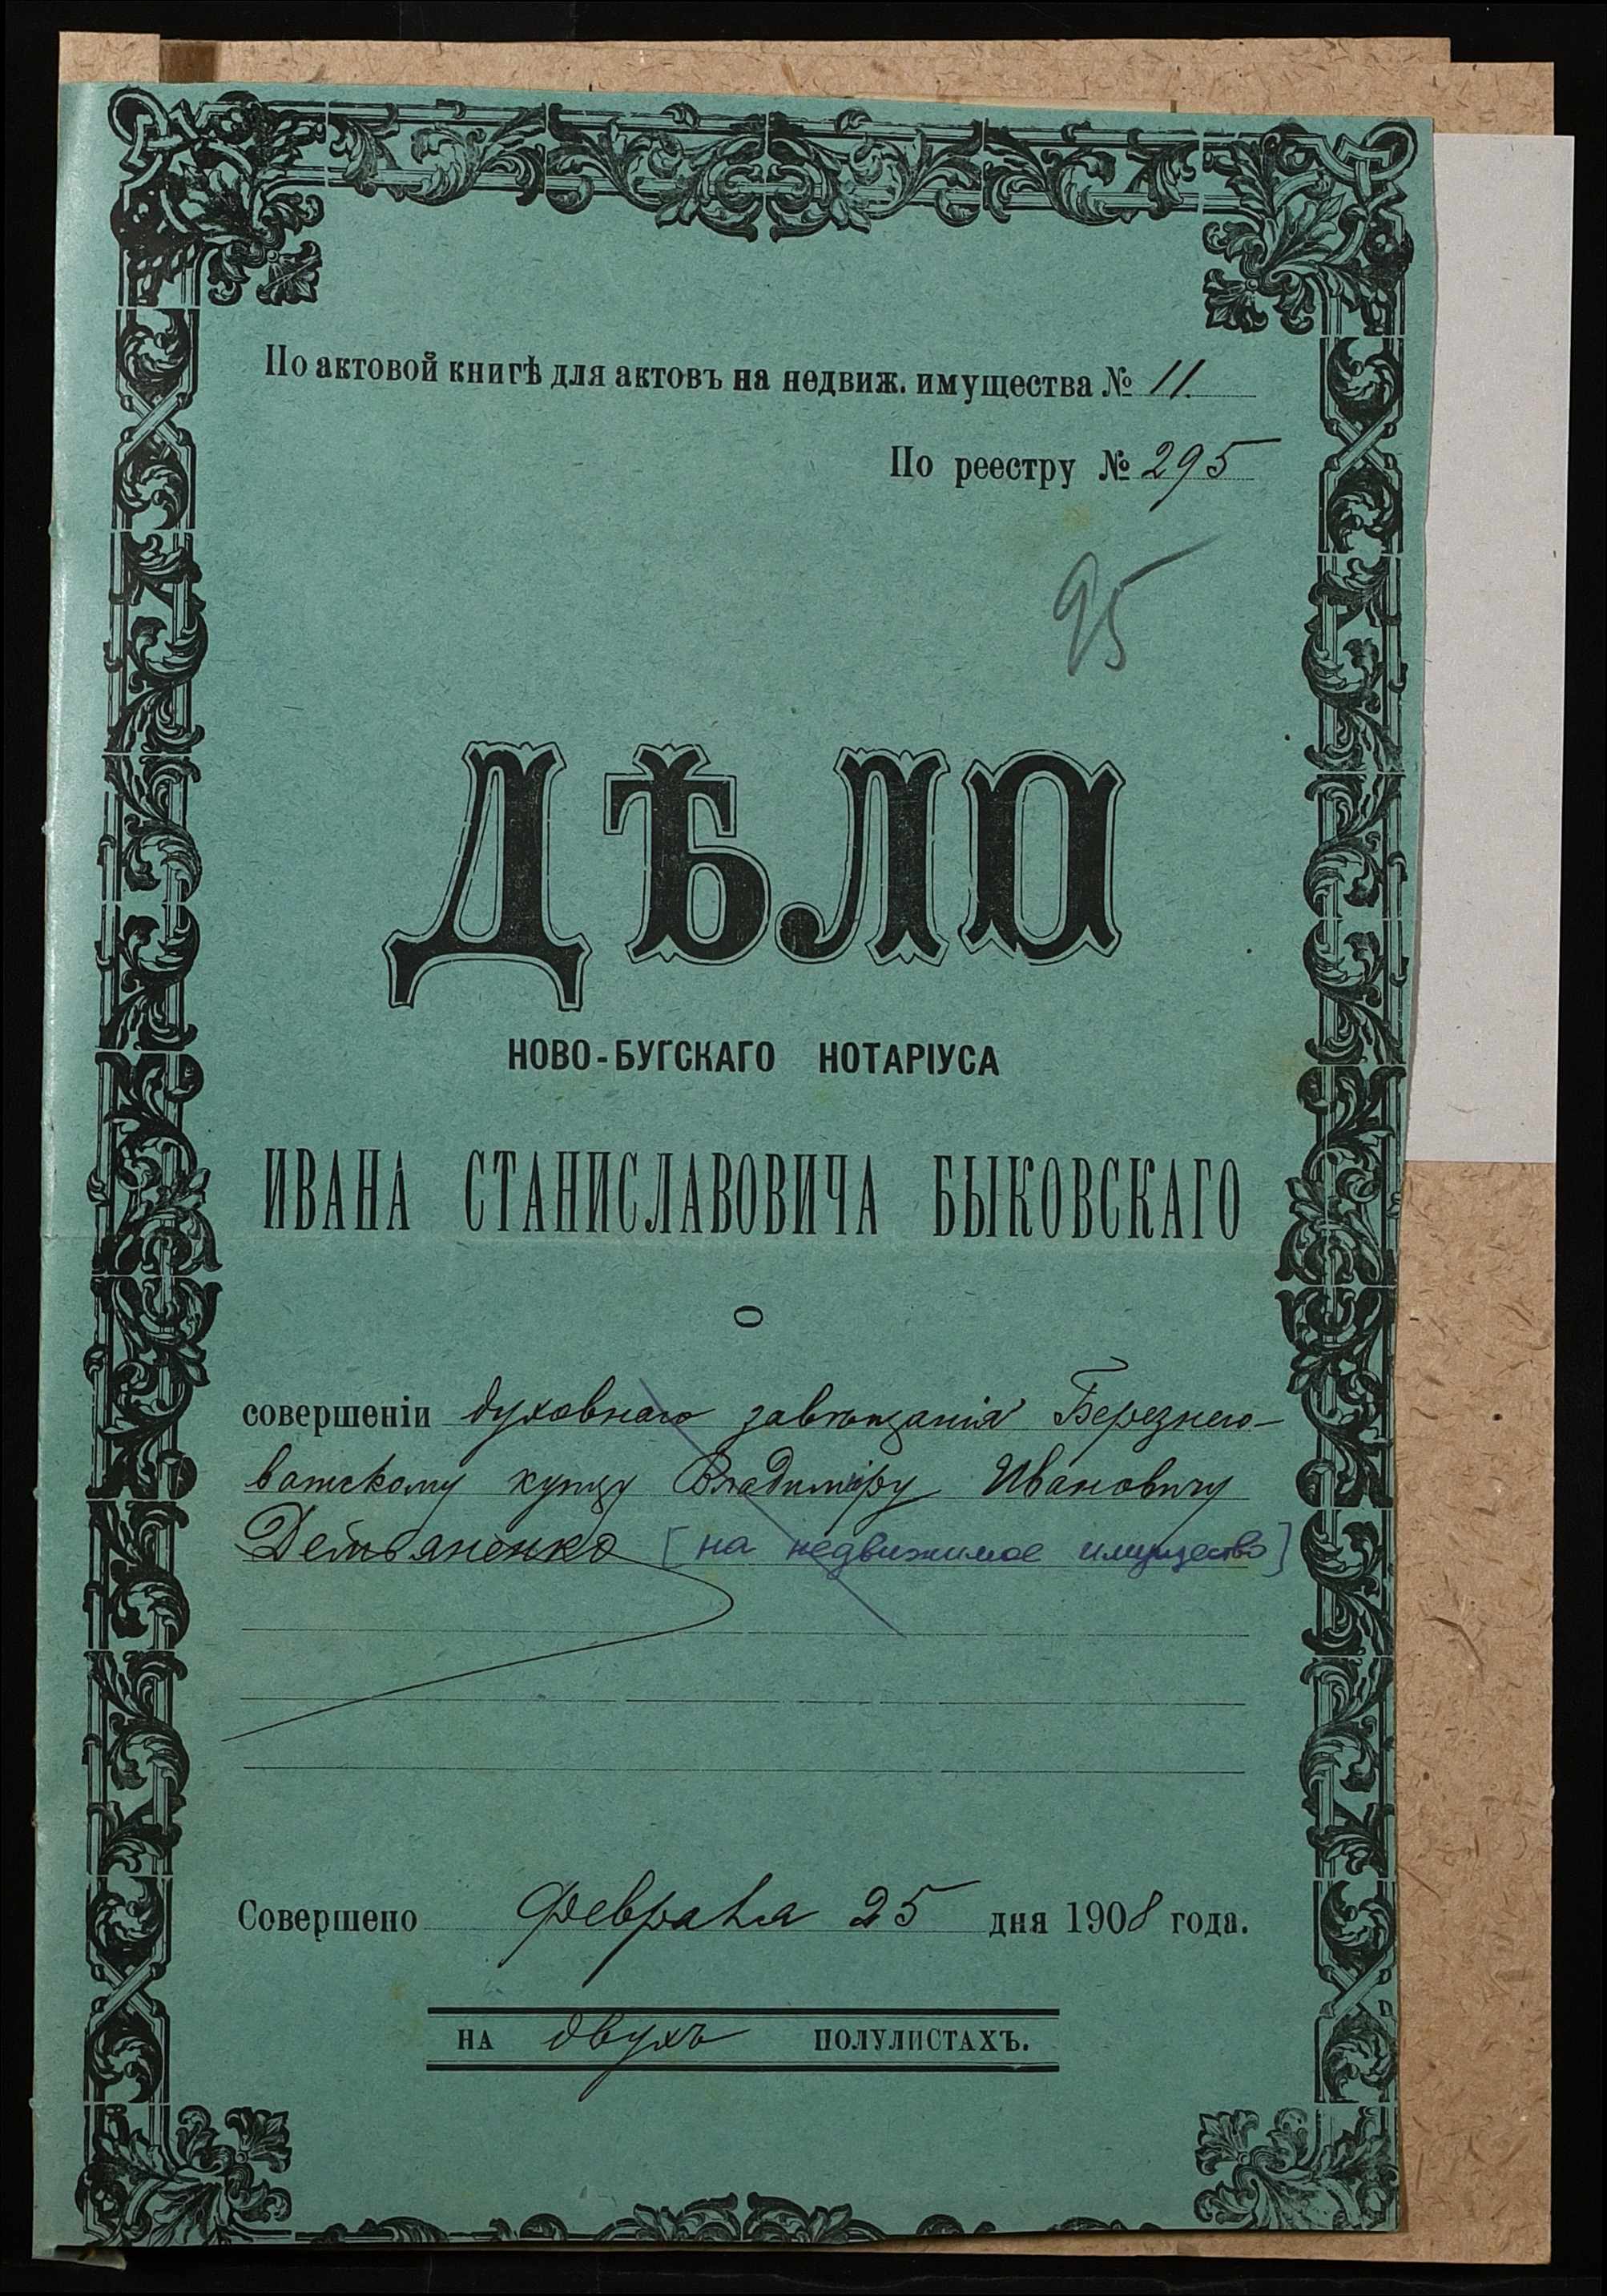 По актовой книгѣ для актовъ на недвиж. имущества № 11.
По реестру № 295
95
ДѢЛО
НОВО-БУГСКАГО НОТАРІУСА
ИВАНА СТАНИСЛАВОВИЧА БЫКОВСКАГО
О
совершеніи духовнаго завѣщанія Березнего-
ватскому купцу Владиміру Ивановичу
[на недвижимое имущество]
Совершено февраля 25 дня 1908 года.
НА двухъ ПОЛУЛИСТАХЪ.